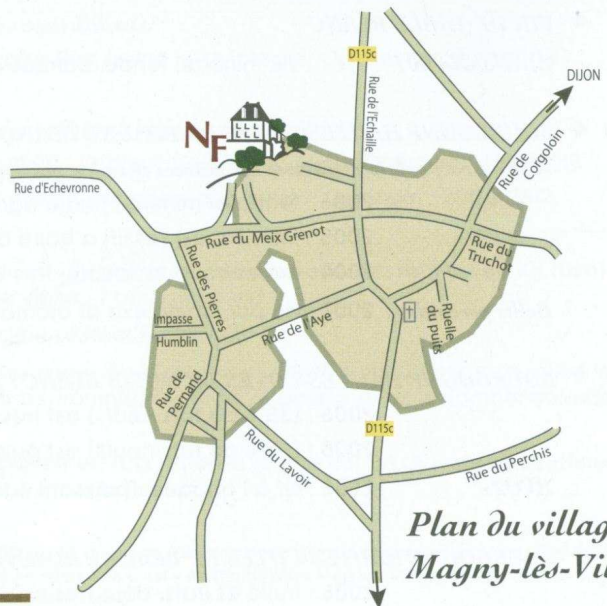 D115c
DIJON
Rue de l'Echaille
Rue de Corgoloin
NF
Rue d'Echevronne
Rue du Meix Grenot
Rue du Truchot
Rue des Pierres
Ruelle du puits
Impasse Humblin
Rue de l'Aye
Rue de Pernand
D115c
Rue du Lavoir
Rue du Perchis
Plan du villag
Magny-lès-Vil